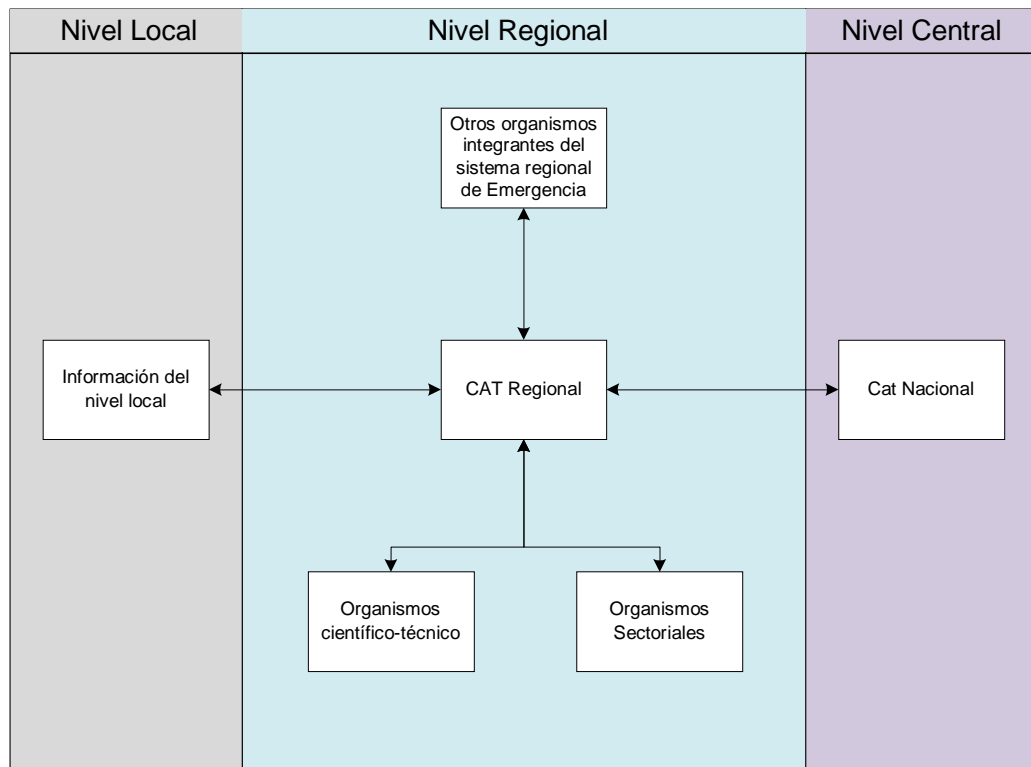 Nivel Local
Nivel Regional
Nivel Central
Otros organismos
integrantes del
sistema regional
de Emergencia
Información del
nivel local
CAT Regional
Cat Nacional
Organismos
científico-técnico
Organismos
Sectoriales